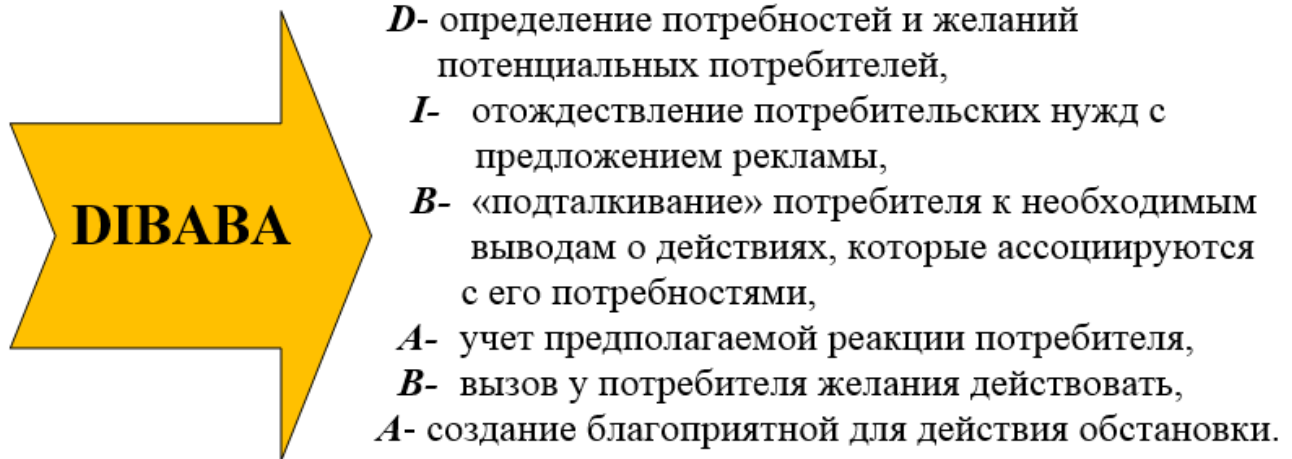 DIBABA
D- определение потребностей и желаний
потенциальных потребителей,
I- отождествление потребительских нужд с
предложением рекламы,
B- «подталкивание» потребителя к необходимым
выводам о действиях, которые ассоциируются
с его потребностями,
A- учет предполагаемой реакции потребителя,
B- вызов у потребителя желания действовать,
A- создание благоприятной для действия обстановки.